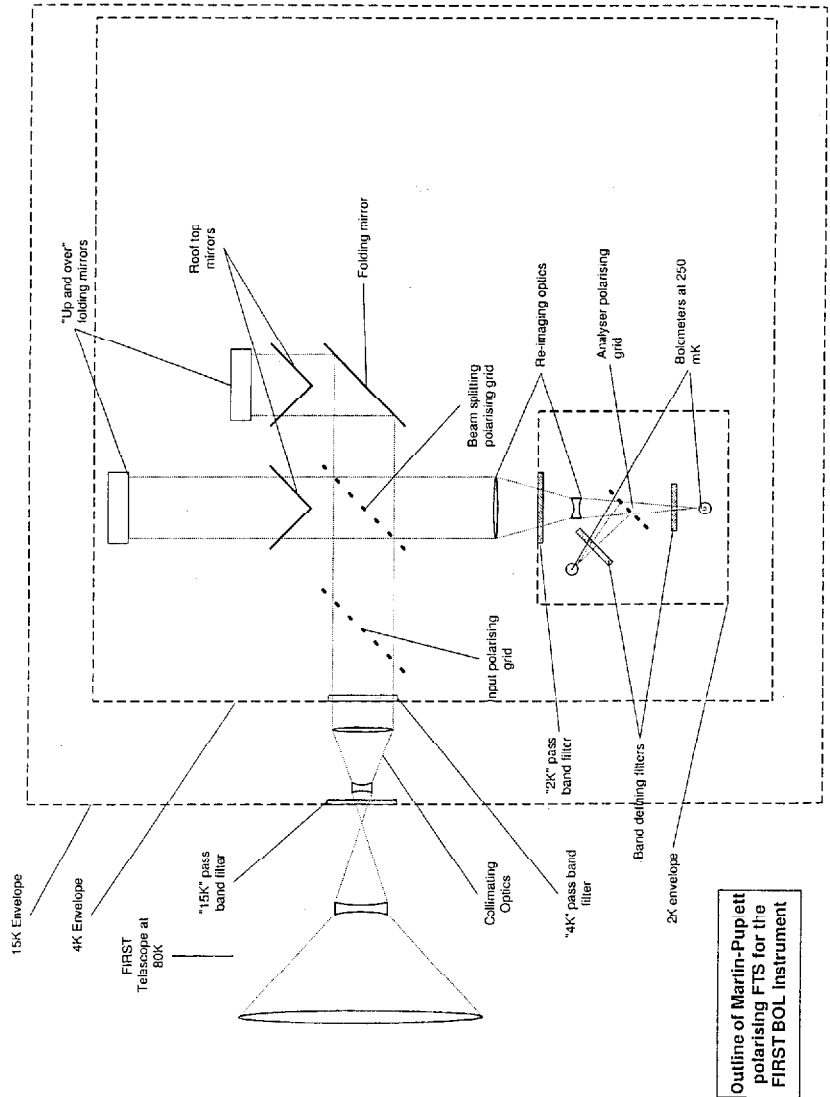 15K Envelope
4K Envelope
FIRST
Telescope at
80K
"15K" pass
band filter
Collimating
Optics
"4K" pass band
filter
"Up and over"
folding mirrors
Roof top
mirrors
Folding mirror
Beam splitting
polarising grid
Input polarising
grid
Re-imaging optics
Analyser polarising
grid
Bolometers at 250
mK
"2K" pass
band filter
Band defining filters
2K envelope
Outline of Martin-Puplett
polarising FTS for the
FIRST BOL instrument